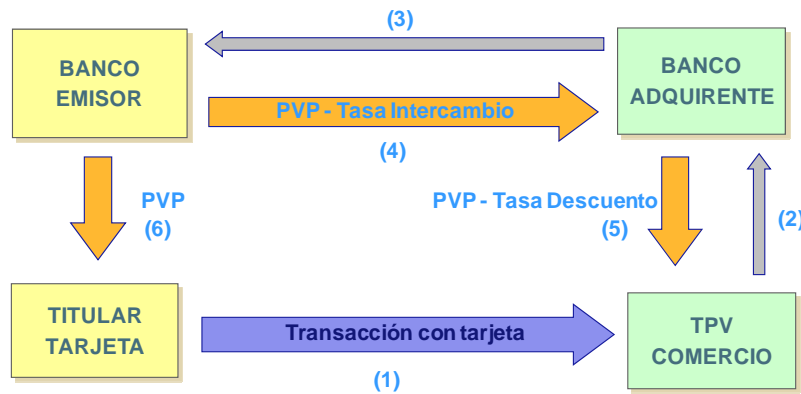 (3)
BANCO
EMISOR
BANCO
ADQUIRENTE
PVP - Tasa Intercambio
(4)
PVP
(6)
PVP - Tasa Descuento
(5)
(2)
TITULAR
TARJETA
Transacción con tarjeta
TPV
COMERCIO
(1)